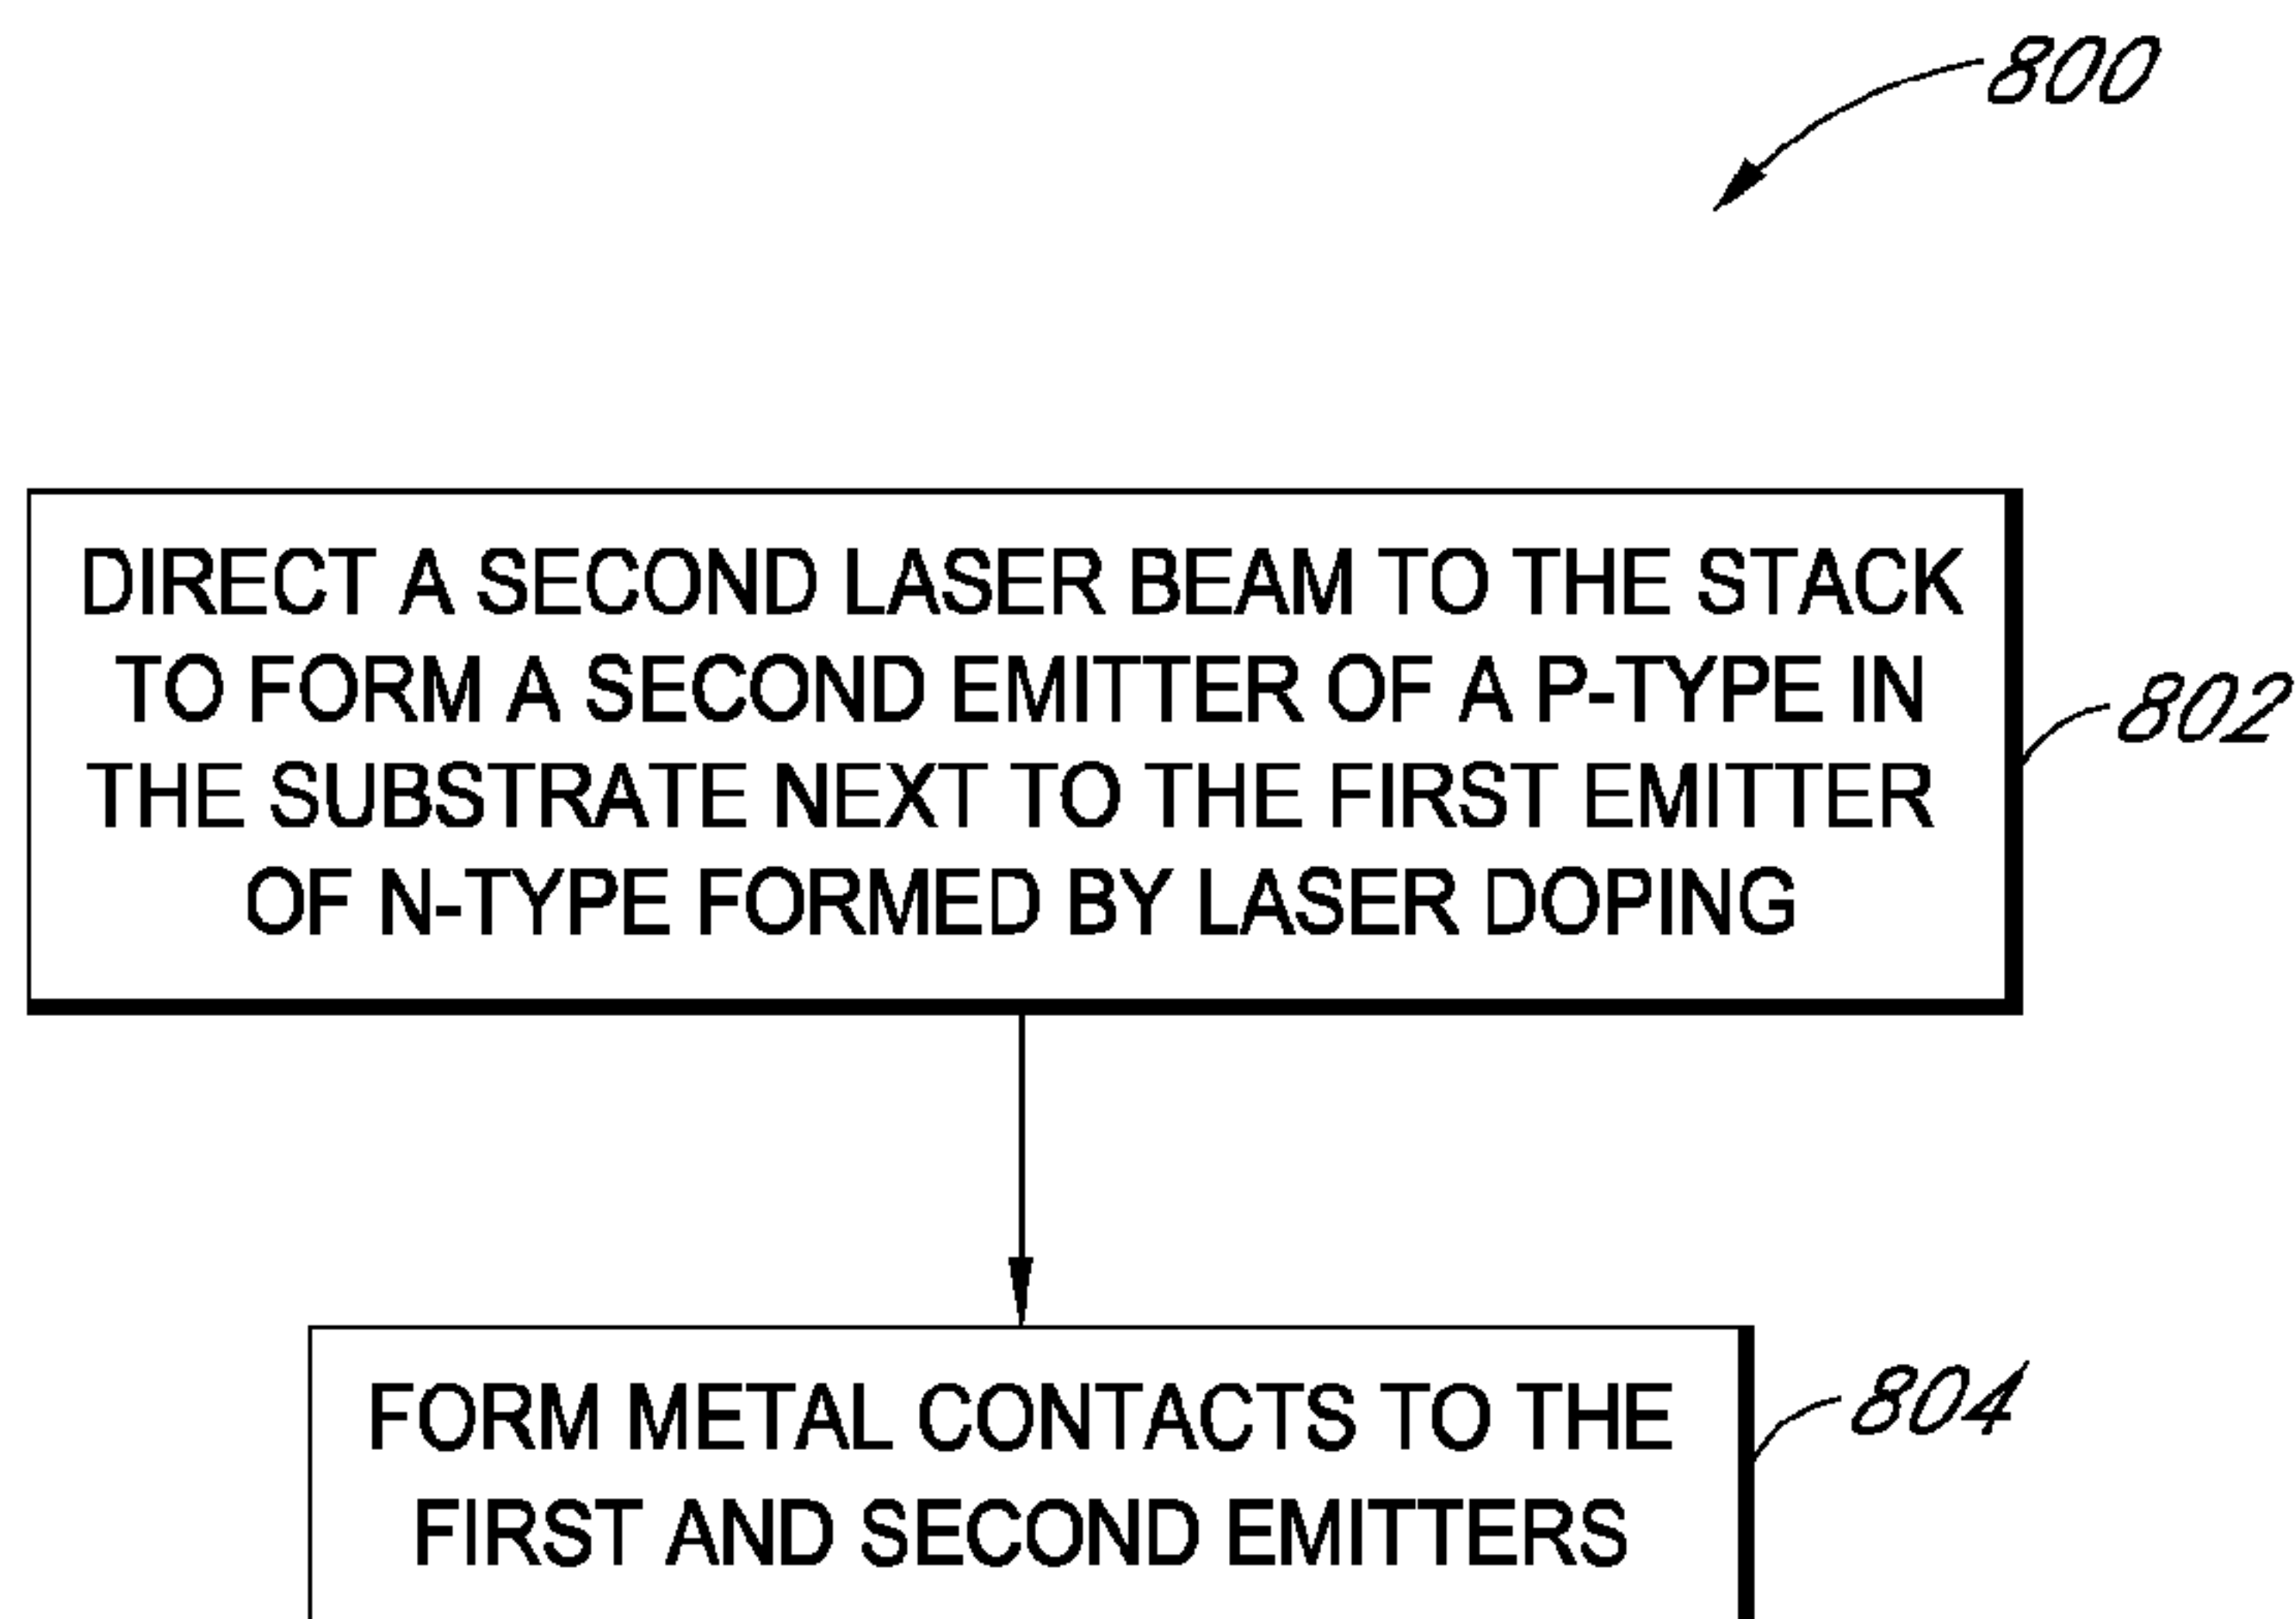 800
DIRECT A SECOND LASER BEAM TO THE STACK
TO FORM A SECOND EMITTER OF A P-TYPE IN
THE SUBSTRATE NEXT TO THE FIRST EMITTER
OF N-TYPE FORMED BY LASER DOPING
802
FORM METAL CONTACTS TO THE
FIRST AND SECOND EMITTERS
804